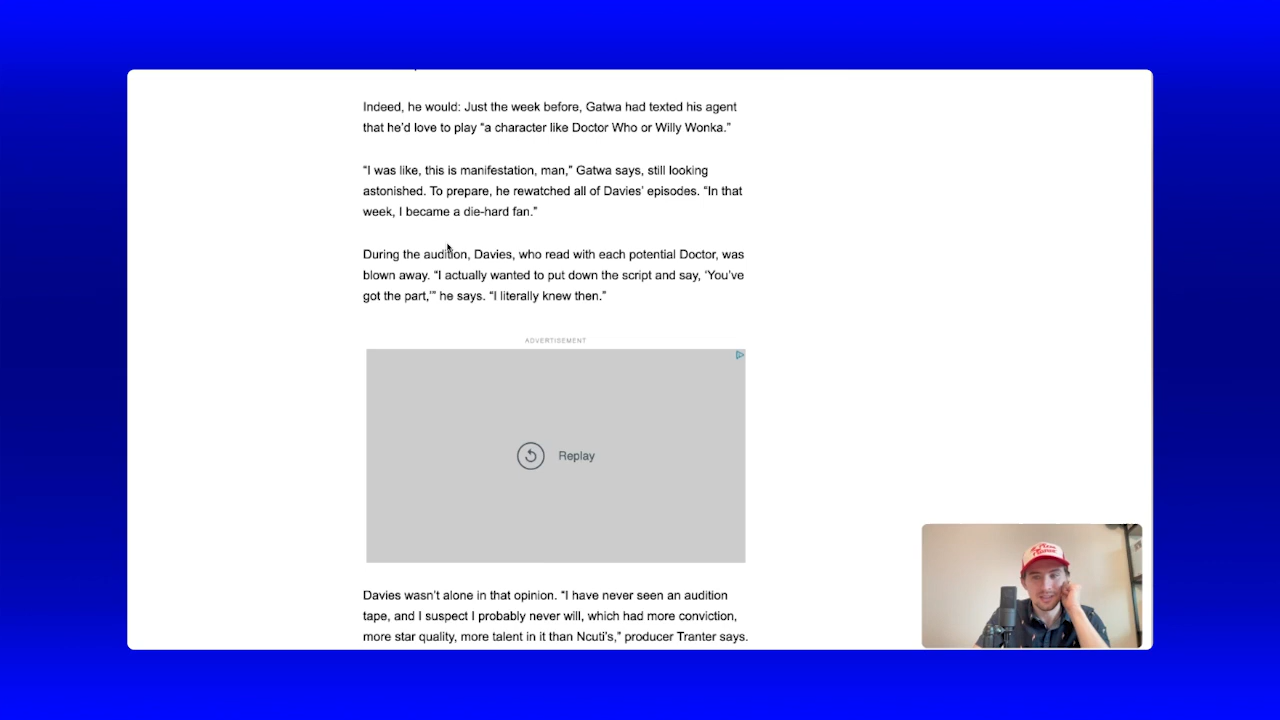 Indeed, he would: Just the week before, Gatwa had texted his agent
that he’d love to play “a character like Doctor Who or Willy Wonka.”
“I was like, this is manifestation, man,” Gatwa says, still looking
astonished. To prepare, he rewatched all of Davies’ episodes. “In that
week, I became a die-hard fan.”
During the audition, Davies, who read with each potential Doctor, was
blown away. “I actually wanted to put down the script and say, ‘You’ve
got the part,’” he says. “I literally knew then.”
ADVERTISEMENT
Replay
Davies wasn’t alone in that opinion. “I have never seen an audition
tape, and I suspect I probably never will, which had more conviction,
more star quality, more talent in it than Ncuti’s,” producer Tranter says.